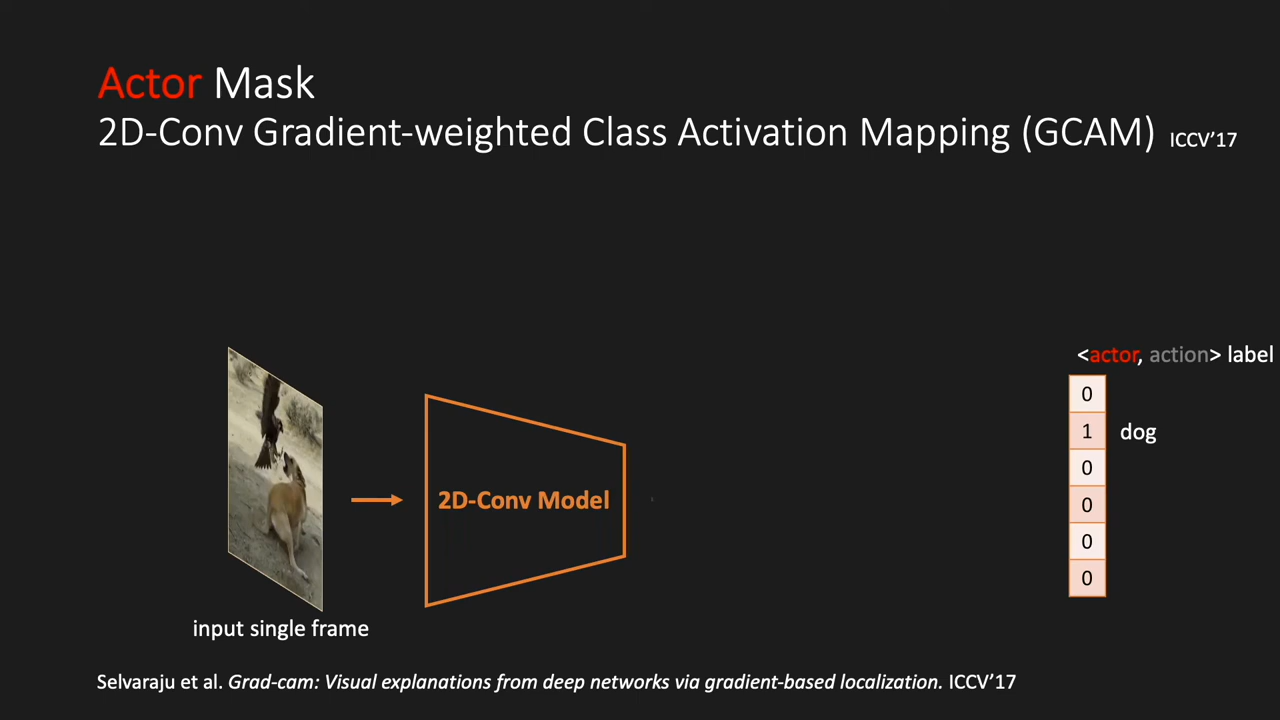 Actor Mask
2D-Conv Gradient-weighted Class Activation Mapping (GCAM) ICCV'17
<actor, action> label
0
1 dog
0
0
0
0
2D-Conv Model
input single frame
Selvaraju et al. Grad-cam: Visual explanations from deep networks via gradient-based localization. ICCV'17